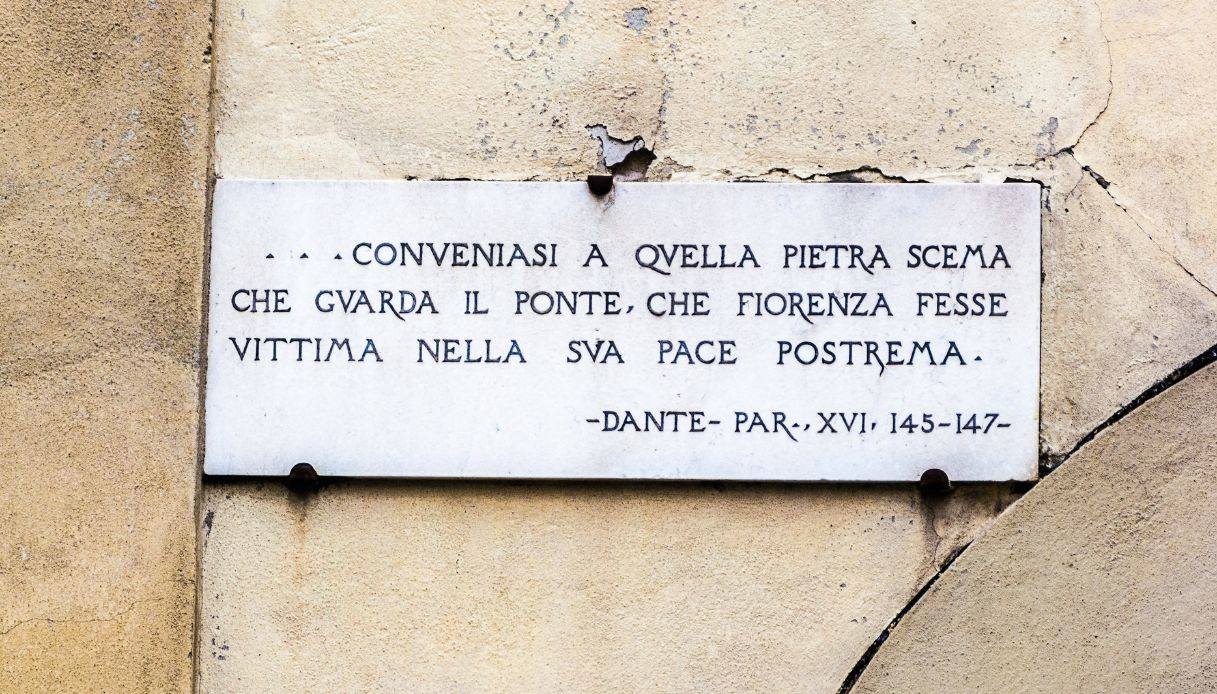 . . . . CONVENIASI A QVELLA PIETRA SCEMA
CHE GVARDA IL PONTE, CHE FIORENZA FESSE
VITTIMA NELLA SVA PACE POSTREMA.
-DANTE- PAR., XVI, 145-147-